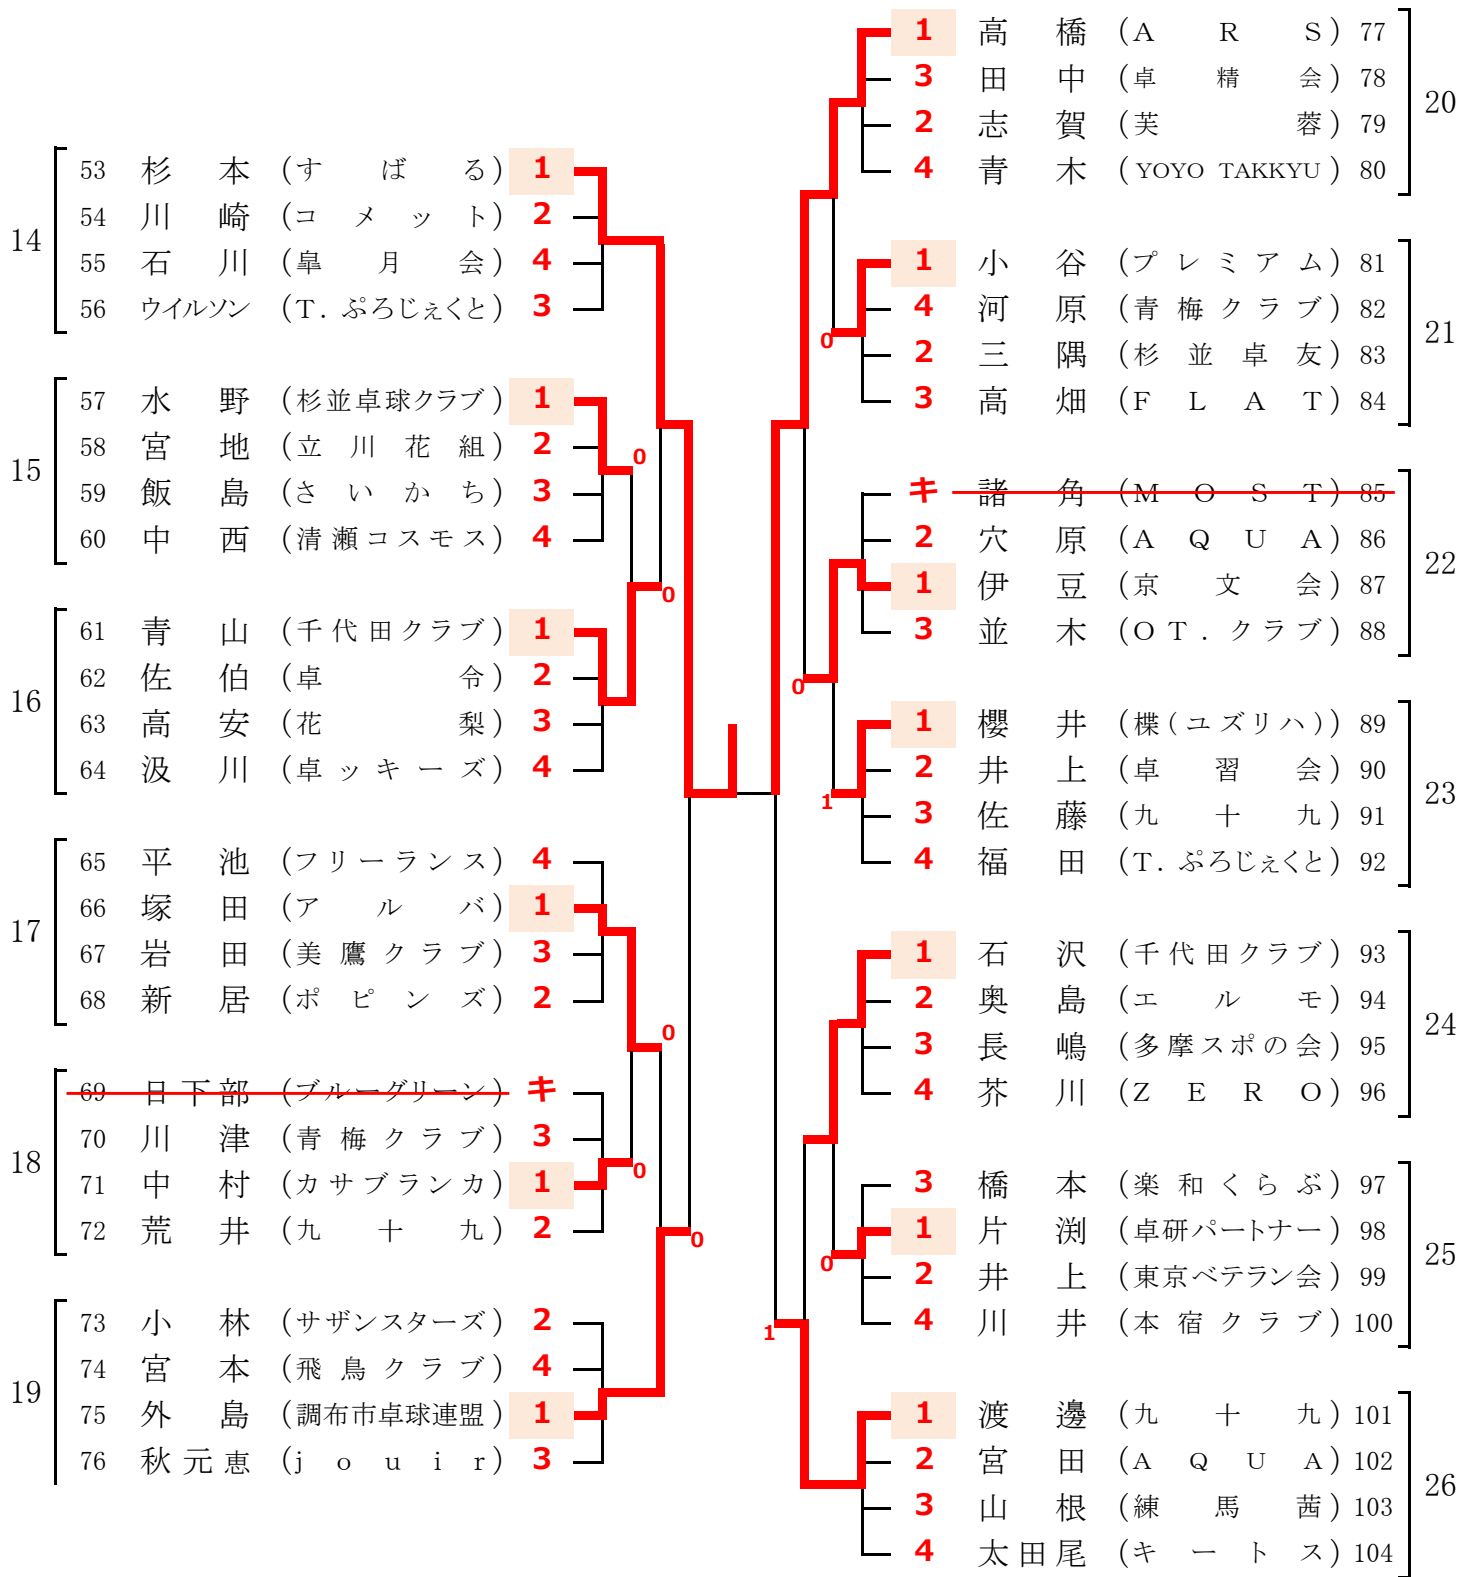 14
53 杉本 (すばる) 1
54 川崎 (コメット) 2
55 石川 (皐月会) 4
56 ウイルソン (T.ぷろじぇくと) 3
15
57 水野 (杉並卓球クラブ) 1
58 宮地 (立川花組) 2
59 飯島 (さいかち) 3
60 中西 (清瀬コスモス) 4
0
16
61 青山 (千代田クラブ) 1
62 佐伯 (卓令) 2
63 高安 (花梨) 3
64 汲川 (卓ッキーズ) 4
0
17
65 平池 (フリーランス) 4
66 塚田 (アルバ) 1
67 岩田 (美鷹クラブ) 3
68 新居 (ポピンズ) 2
0
18
69 日下部 (ブルーグリーン) キ
70 川津 (青梅クラブ) 3
71 中村 (カサブランカ) 1
72 荒井 (九十九) 2
0
0
19
73 小林 (サザンスターズ) 2
74 宮本 (飛鳥クラブ) 4
75 外島 (調布市卓球連盟) 1
76 秋元恵 (jouir) 3
1 高橋 (ARS) 77
3 田中 (卓精会) 78
2 志賀 (芙蓉) 79
4 青木 (YOYO TAKKYU) 80
20
1 小谷 (プレミアム) 81
4 河原 (青梅クラブ) 82
2 三隅 (杉並卓友) 83
3 高畑 (FLAT) 84
21
0
キ 諸角 (MOST) 85
2 穴原 (AQUA) 86
1 伊豆 (京文会) 87
3 並木 (OT.クラブ) 88
22
0
1 櫻井 (楪(ユズリハ)) 89
2 井上 (卓習会) 90
3 佐藤 (九十九) 91
4 福田 (T.ぷろじぇくと) 92
23
1
1 石沢 (千代田クラブ) 93
2 奥島 (エルモ) 94
3 長嶋 (多摩スポの会) 95
4 芥川 (ZERO) 96
24
3 橋本 (楽和くらぶ) 97
1 片渕 (卓研パートナー) 98
2 井上 (東京ベテラン会) 99
4 川井 (本宿クラブ) 100
25
0
1
1 渡邊 (九十九) 101
2 宮田 (AQUA) 102
3 山根 (練馬茜) 103
4 太田尾 (キートス) 104
26